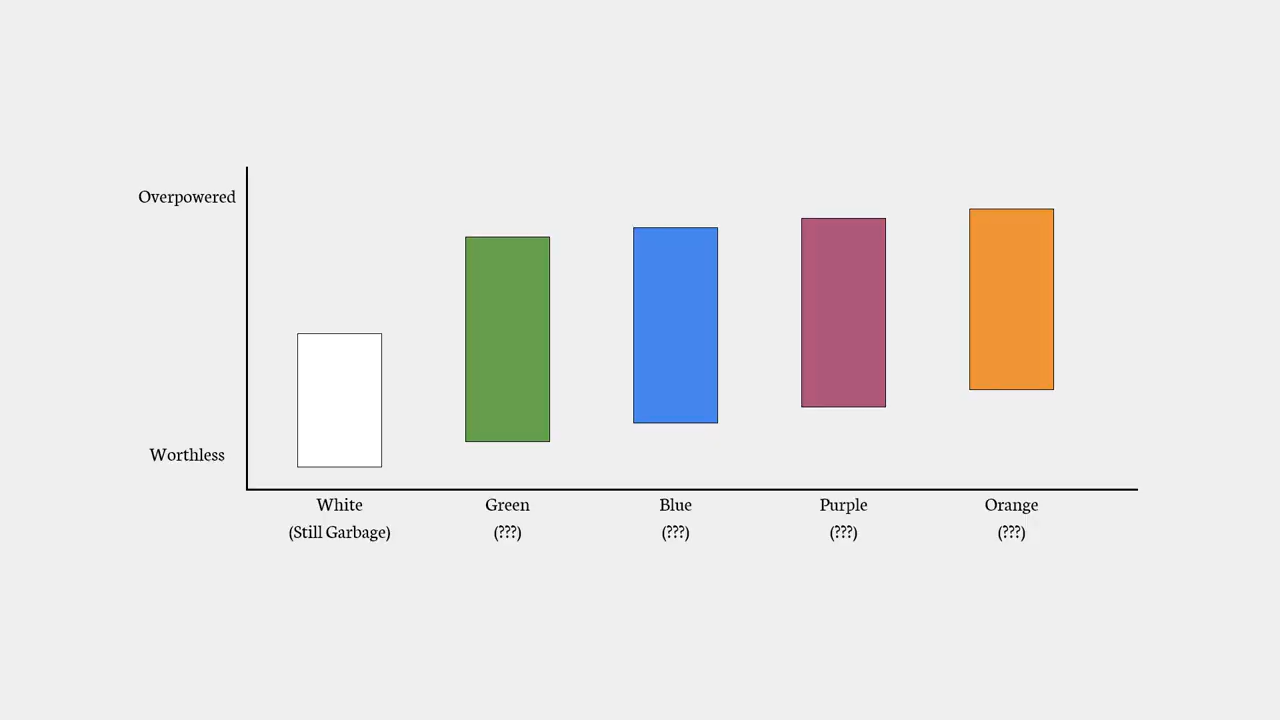 Overpowered
Worthless
White
(Still Garbage)
Green
(???)
Blue
(???)
Purple
(???)
Orange
(???)